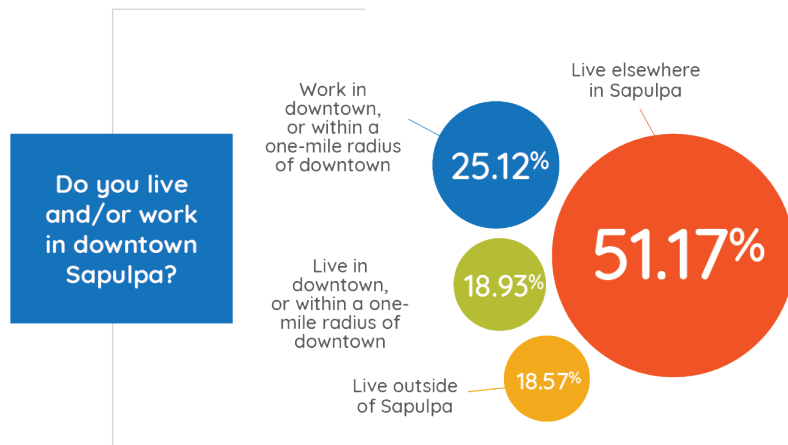 Do you live
and/or work
in downtown
Sapulpa?
Work in
downtown,
or within a
one-mile radius
of downtown
25.12%
Live elsewhere
in Sapulpa
51.17%
Live in
downtown,
or within a one-
mile radius of
downtown
18.93%
Live outside
of Sapulpa
18.57%